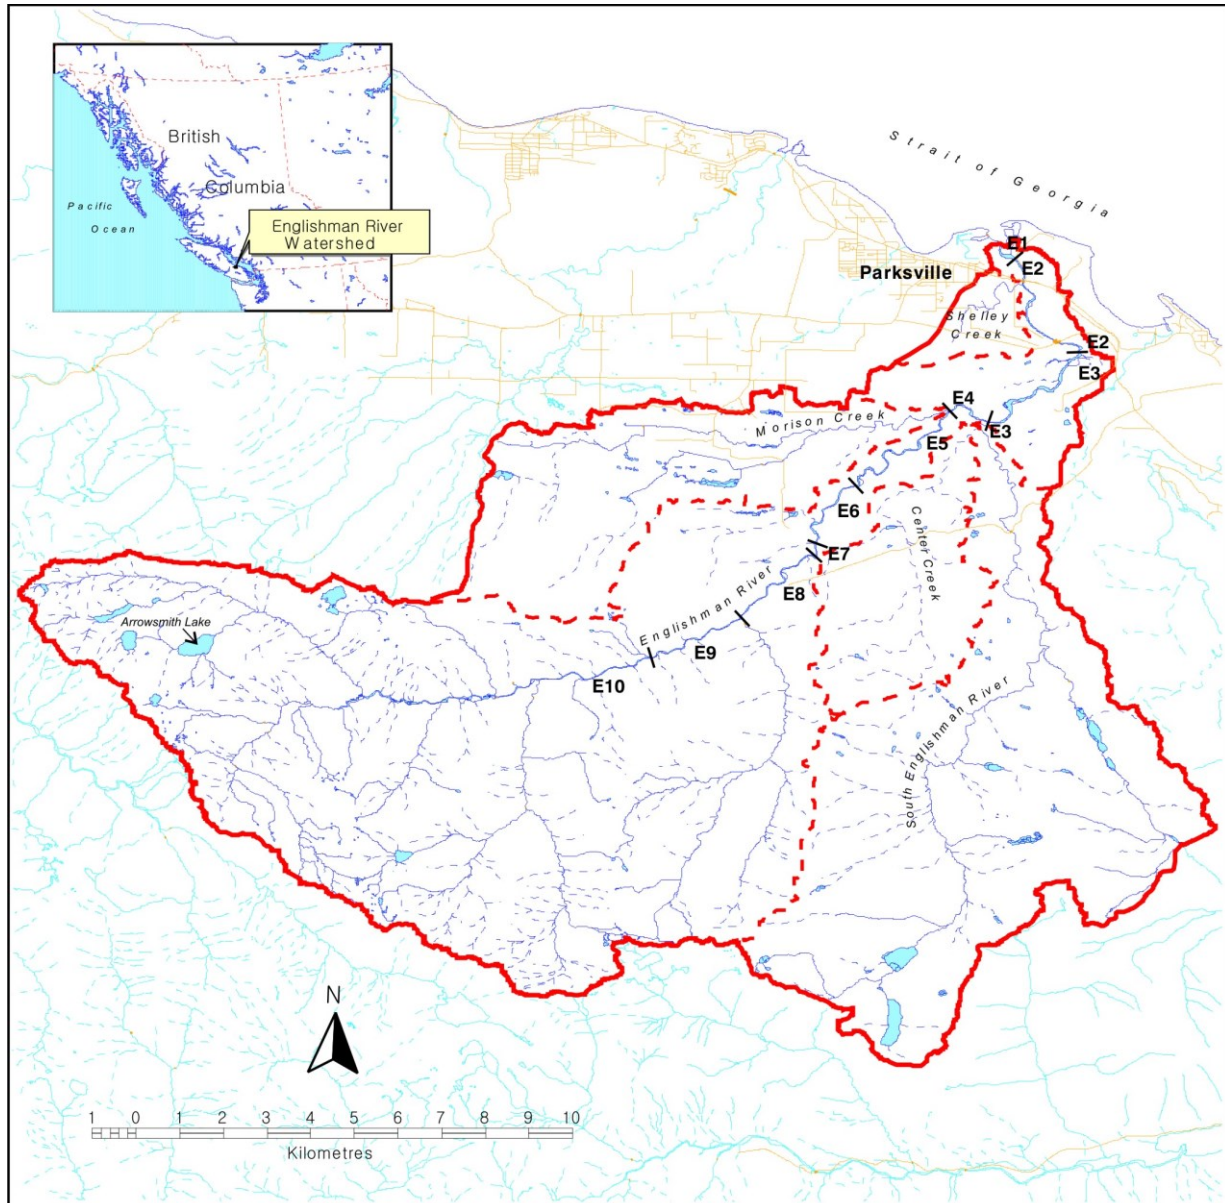 British
Columbia
Pacific
Ocean
Englishman River
Watershed
Strait of Georgia
Parksville
E1
E2
Shelley
Creek
E2
E3
E4
E3
Morison Creek
E5
E6
E7
Center Creek
E8
Englishman River
E9
E10
Arrowsmith Lake
South Englishman River
N
1 0 1 2 3 4 5 6 7 8 9 10
Kilometres